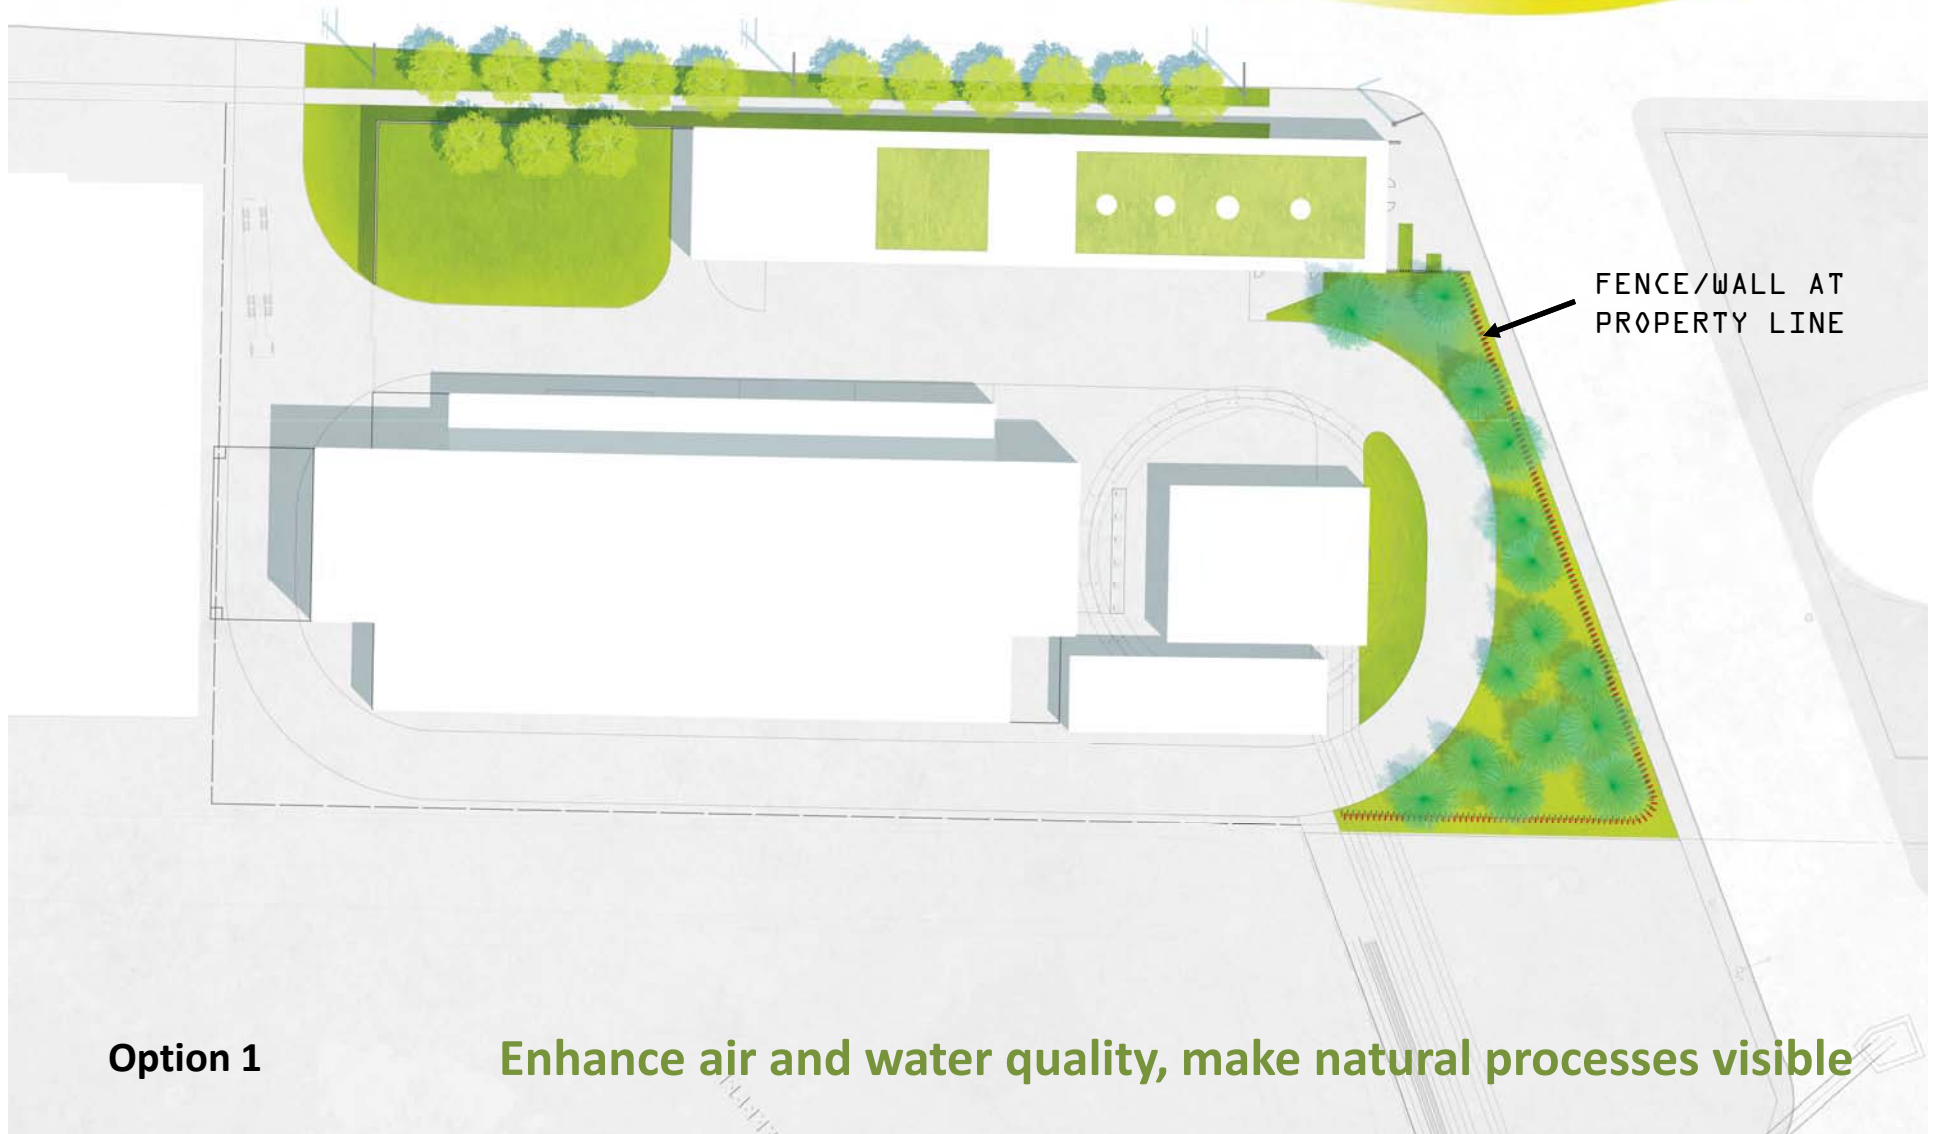 FENCE/WALL AT
PROPERTY LINE
Option 1
Enhance air and water quality, make natural processes visible